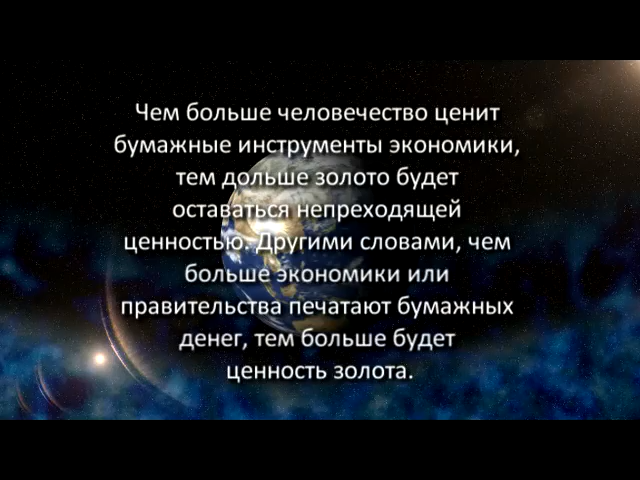 Чем больше человечество ценит
бумажные инструменты экономики,
тем дольше золото будет
оставаться непреходящей
ценностью. Другими словами, чем
больше экономики или
правительства печатают бумажных
денег, тем больше будет
ценность золота.